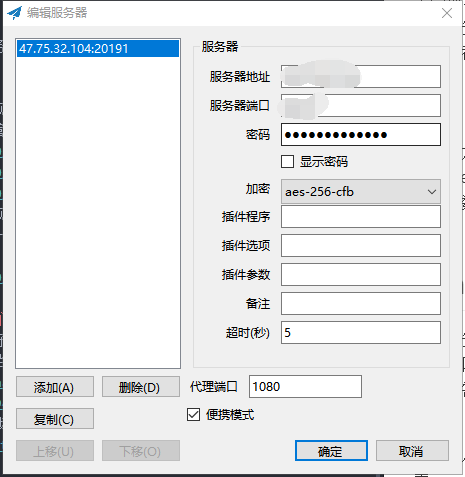 编辑服务器
47.75.32.104:20191
服务器
服务器地址
服务器端口
密码 ●●●●●●●●●●●●●
显示密码
加密 aes-256-cfb
插件程序
插件选项
插件参数
备注
超时(秒) 5
添加(A) 删除(D) 代理端口 1080
复制(C) 便携模式
上移(U) 下移(O) 确定 取消